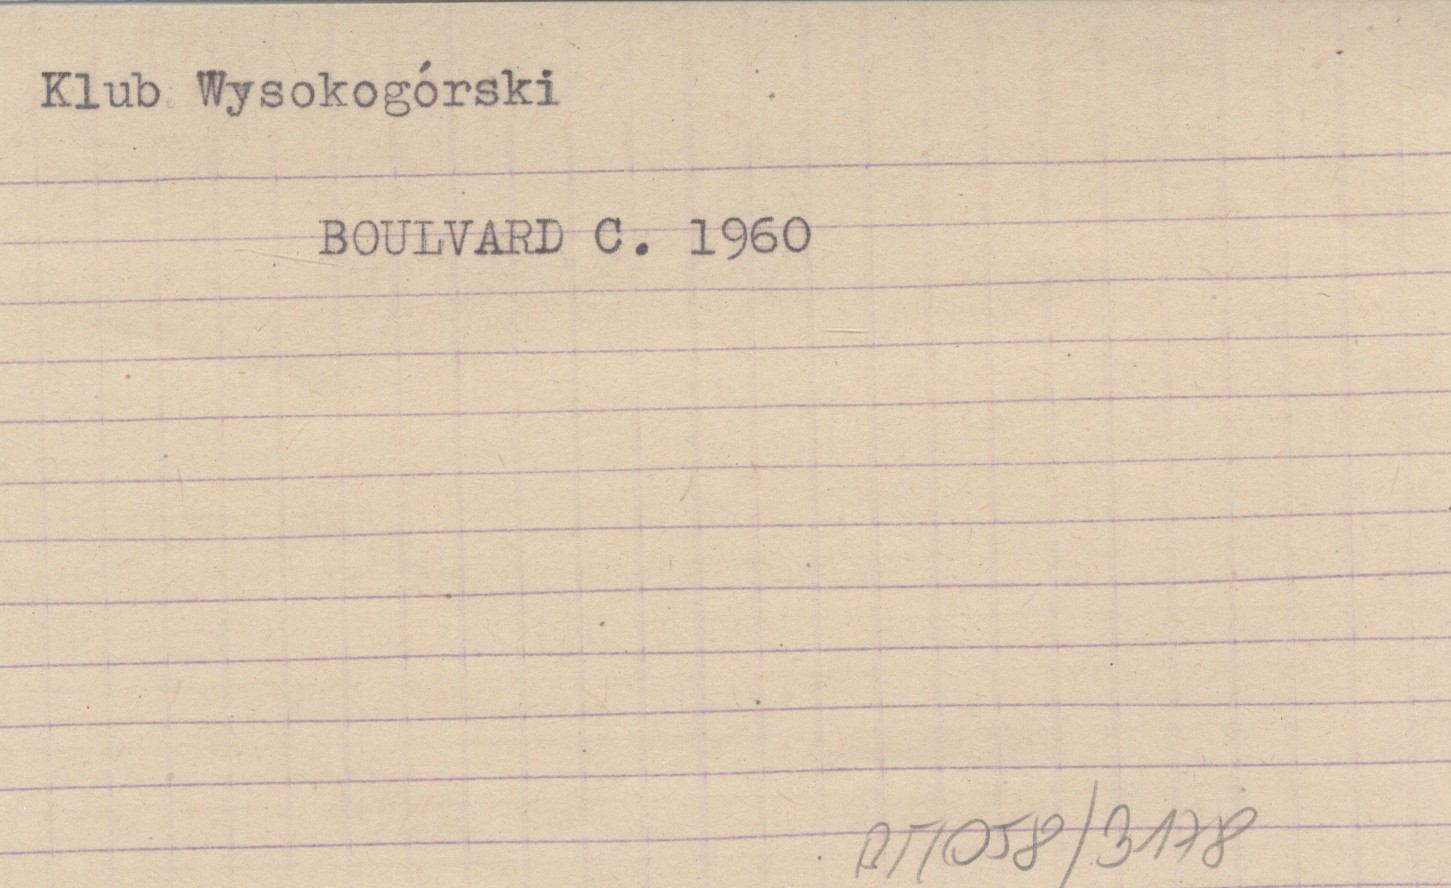 Klub Wysokogórski
BOULVARD C. 1960